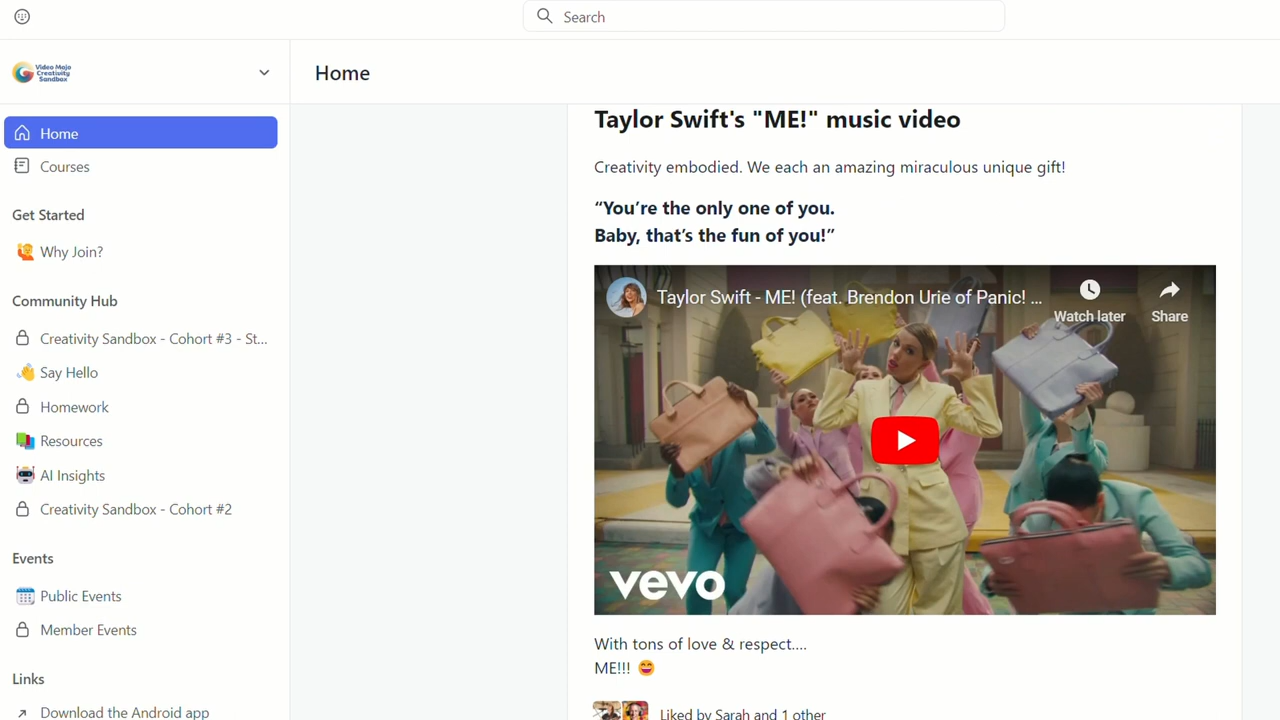 Search
Video Mojo
Creativity
Sandbox
Home
Home
Courses
Get Started
Why Join?
Community Hub
Creativity Sandbox - Cohort #3 - St...
Say Hello
Homework
Resources
AI Insights
Creativity Sandbox - Cohort #2
Events
Public Events
Member Events
Links
Download the Android app
Taylor Swift's "ME!" music video
Creativity embodied. We each an amazing miraculous unique gift!
“You’re the only one of you.
Baby, that’s the fun of you!”
Taylor Swift - ME! (feat. Brendon Urie of Panic! ...
Watch later
Share
vevo
With tons of love & respect....
ME!!! 😄
Liked by Sarah and 1 other